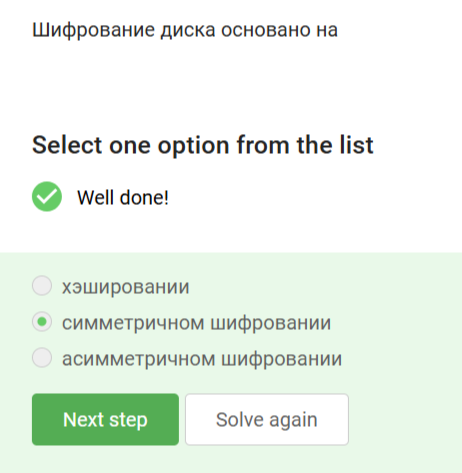 Шифрование диска основано на
Select one option from the list
Well done!
хэшировании
симметричном шифровании
асимметричном шифровании
Next step
Solve again